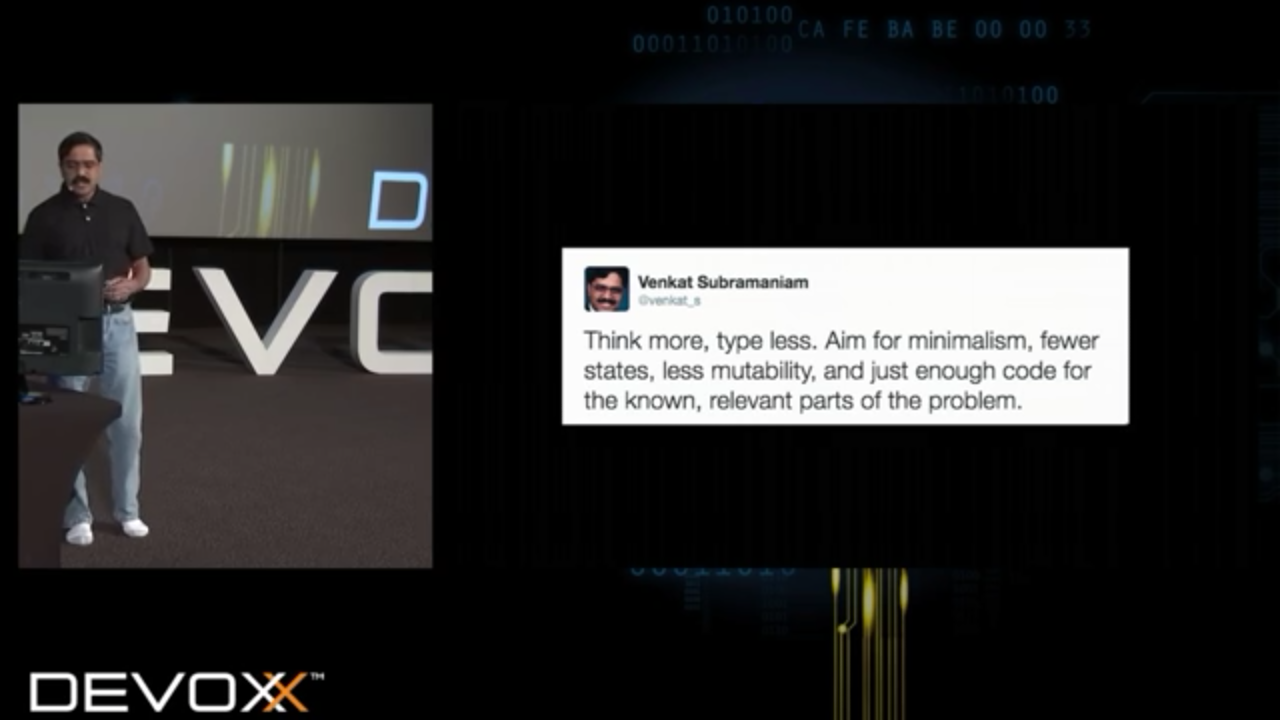 010100
00011010100
CA FE BA BE 00 00 33
1010100
D
EVO
Venkat Subramaniam
@venkat_s
Think more, type less. Aim for minimalism, fewer
states, less mutability, and just enough code for
the known, relevant parts of the problem.
00011010
DEVOXX™